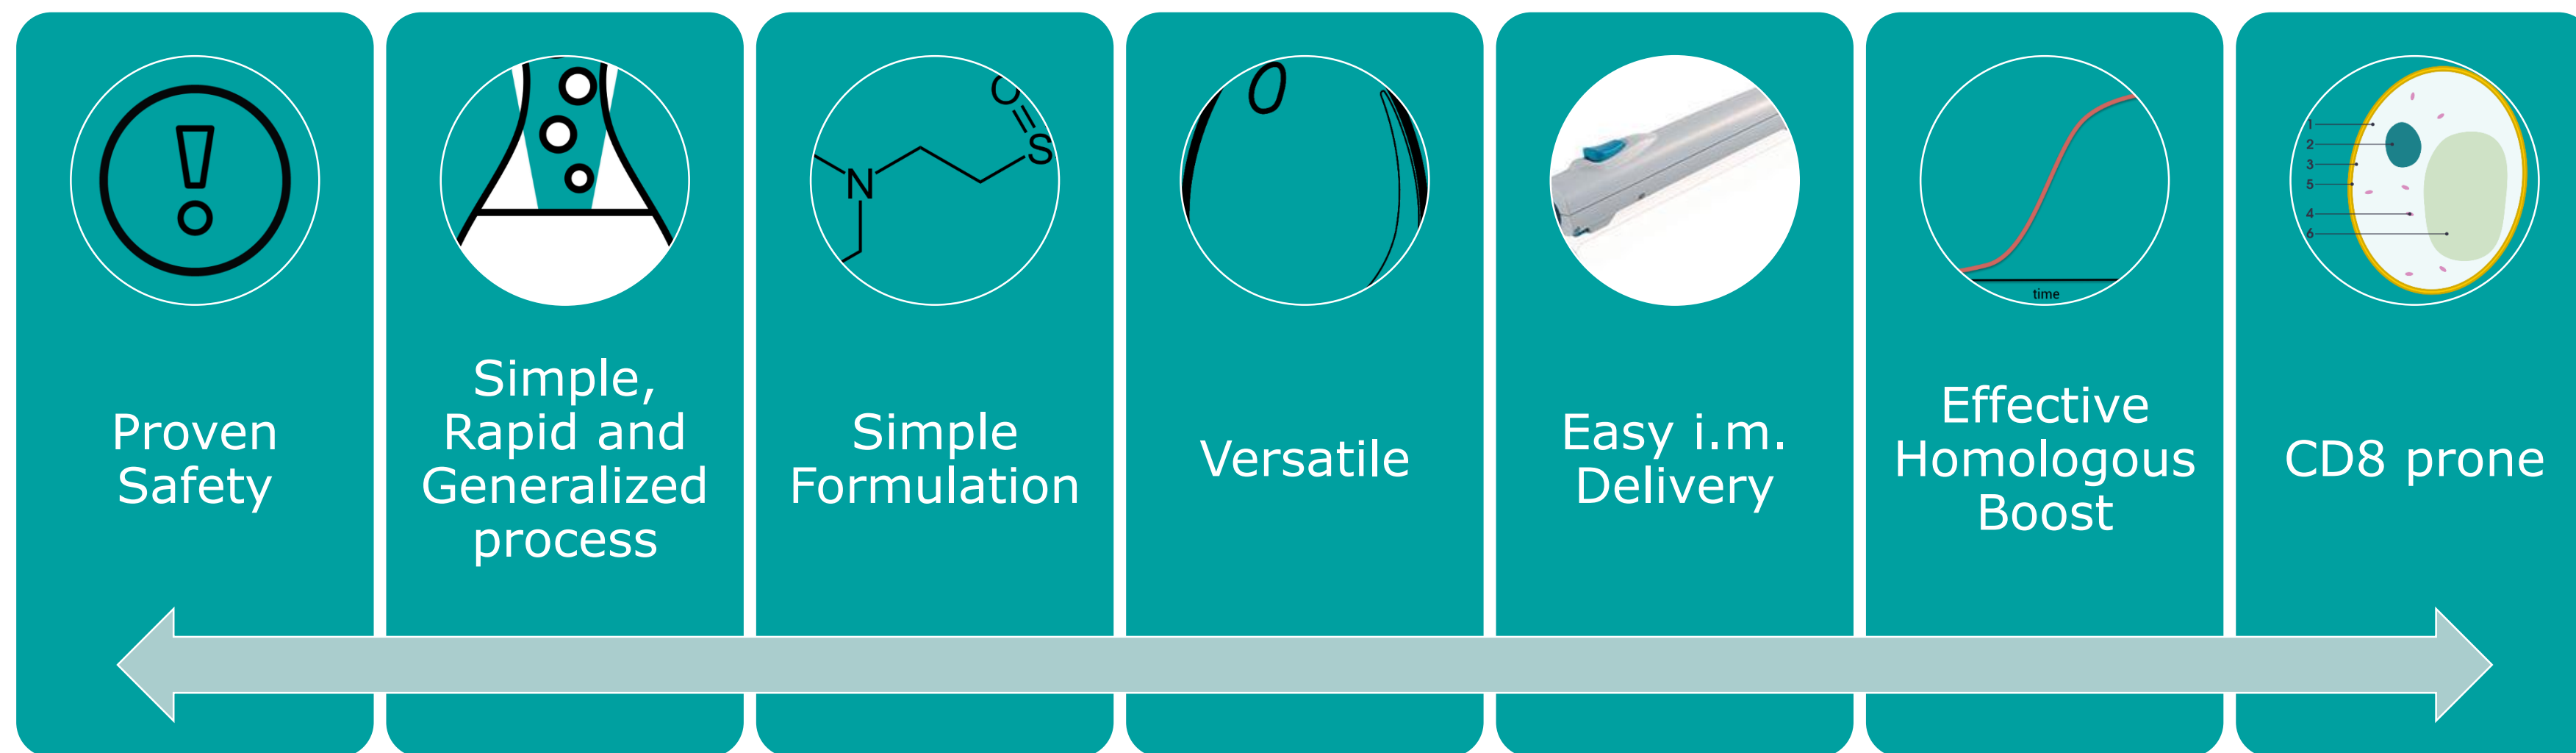 O
S
N
time
1
2
3
5
4
6
Proven
Safety
Simple,
Rapid and
Generalized
process
Simple
Formulation
Versatile
Easy i.m.
Delivery
Effective
Homologous
Boost
CD8 prone